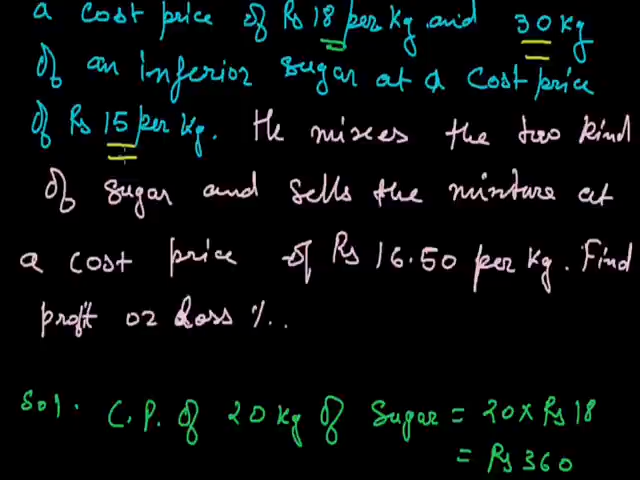 a cost price of Rs 18 per kg and 30 kg
of an inferior sugar at a cost price
of Rs 15 per kg. He mixes the two kind
of sugar and sells the mixture at
a cost price of Rs 16.50 per kg. Find
profit or Loss %.
Sol. C.P. of 20 kg of Sugar = 20 × Rs 18
= Rs 360